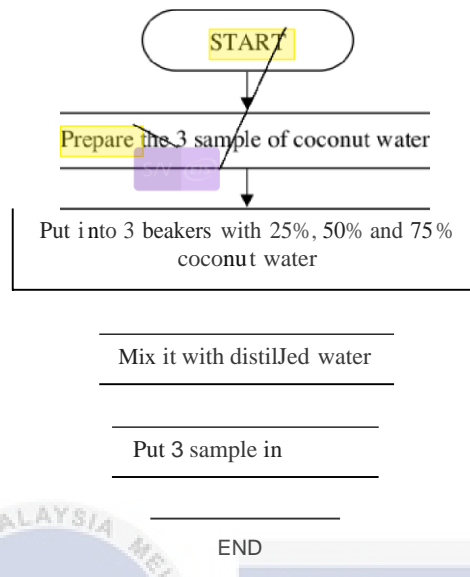 START
Prepare the 3 sample of coconut water
Put into 3 beakers with 25%, 50% and 75%
coconut water
Mix it with distilJed water
Put 3 sample in
END
ALAYSIA